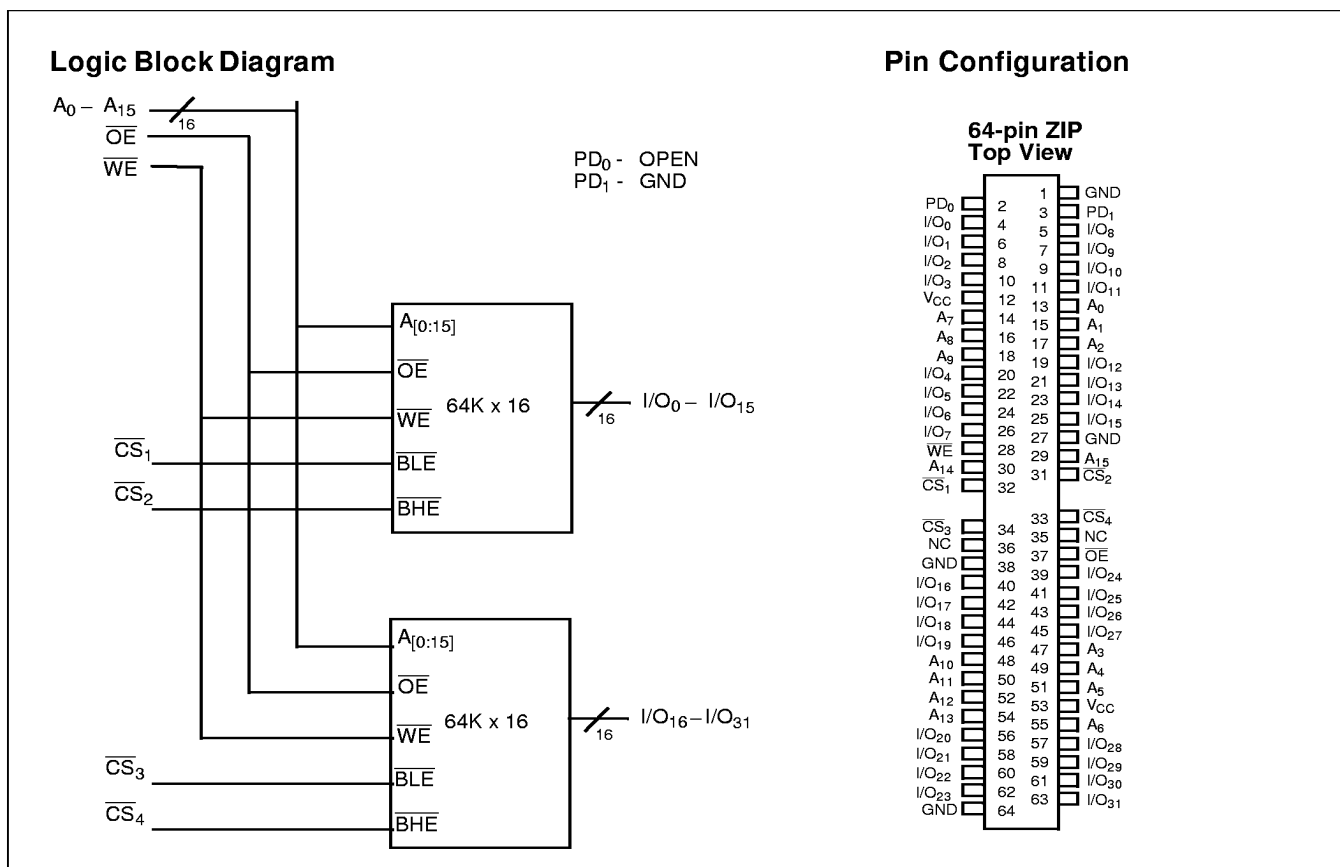 Logic Block Diagram
A0 – A15
16
OE
WE
PD0 - OPEN
PD1 - GND
A[0:15]
OE
WE
64K x 16
BLE
BHE
CS1
CS2
16
I/O0 – I/O15
A[0:15]
OE
WE
64K x 16
BLE
BHE
CS3
CS4
16
I/O16 – I/O31
Pin Configuration
64-pin ZIP
Top View
1 GND
PD0 2
3 PD1
I/O0 4
5 I/O8
I/O1 6
7 I/O9
I/O2 8
9 I/O10
I/O3 10
11 I/O11
VCC 12
13 A0
A7 14
15 A1
A8 16
17 A2
A9 18
19 I/O12
I/O4 20
21 I/O13
I/O5 22
23 I/O14
I/O6 24
25 I/O15
I/O7 26
27 GND
WE 28
29 A15
A14 30
31 CS2
CS1 32
33 CS4
CS3 34
35 NC
NC 36
37 OE
GND 38
39 I/O24
I/O16 40
41 I/O25
I/O17 42
43 I/O26
I/O18 44
45 I/O27
I/O19 46
47 A3
A10 48
49 A4
A11 50
51 A5
A12 52
53 VCC
A13 54
55 A6
I/O20 56
57 I/O28
I/O21 58
59 I/O29
I/O22 60
61 I/O30
I/O23 62
63 I/O31
GND 64